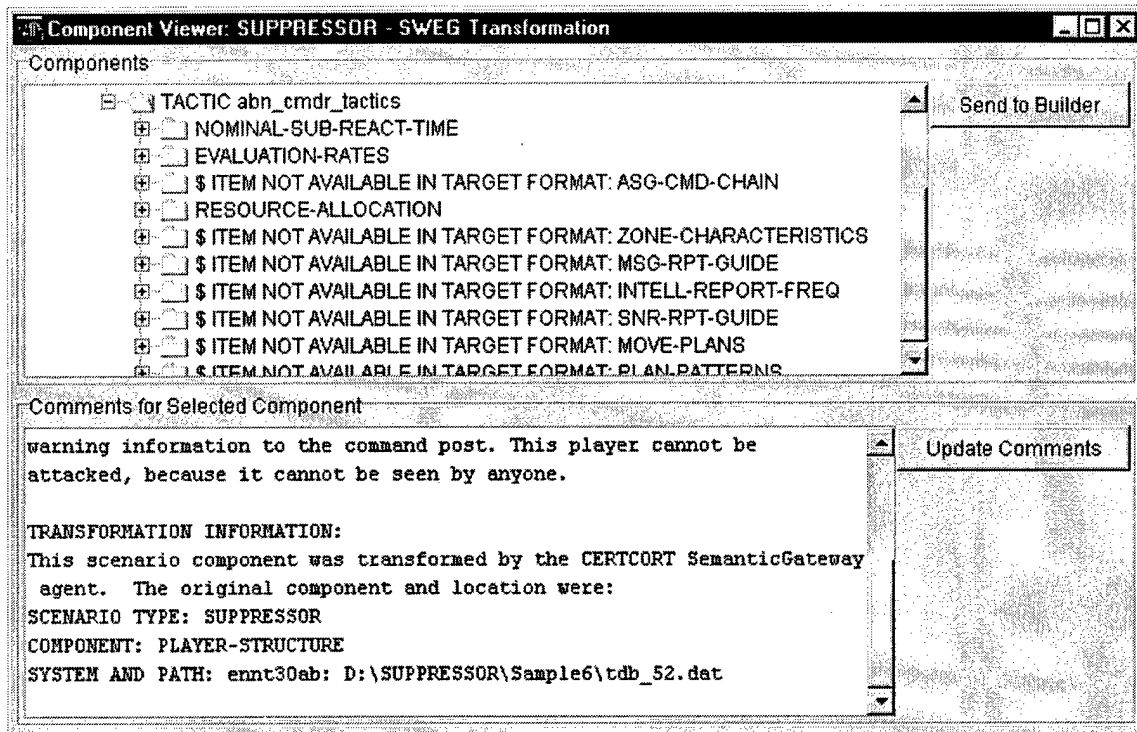 Component Viewer: SUPPRESSOR - SWEG Transformation
Components
TACTIC abn_cmdr_tactics
NOMINAL-SUB-REACT-TIME
EVALUATION-RATES
$ ITEM NOT AVAILABLE IN TARGET FORMAT: ASG-CMD-CHAIN
RESOURCE-ALLOCATION
$ ITEM NOT AVAILABLE IN TARGET FORMAT: ZONE-CHARACTERISTICS
$ ITEM NOT AVAILABLE IN TARGET FORMAT: MSG-RPT-GUIDE
$ ITEM NOT AVAILABLE IN TARGET FORMAT: INTELL-REPORT-FREQ
$ ITEM NOT AVAILABLE IN TARGET FORMAT: SNR-RPT-GUIDE
$ ITEM NOT AVAILABLE IN TARGET FORMAT: MOVE-PLANS
$ ITEM NOT AVAILABLE IN TARGET FORMAT: PLAN-PATTERNS
Send to Builder
Comments for Selected Component
warning information to the command post. This player cannot be
attacked, because it cannot be seen by anyone.
TRANSFORMATION INFORMATION:
This scenario component was transformed by the CERTCORT SemanticGateway
agent. The original component and location were:
SCENARIO TYPE: SUPPRESSOR
COMPONENT: PLAYER-STRUCTURE
SYSTEM AND PATH: ennt30ab: D:\SUPPRESSOR\Sample6\tdb_52.dat
Update Comments